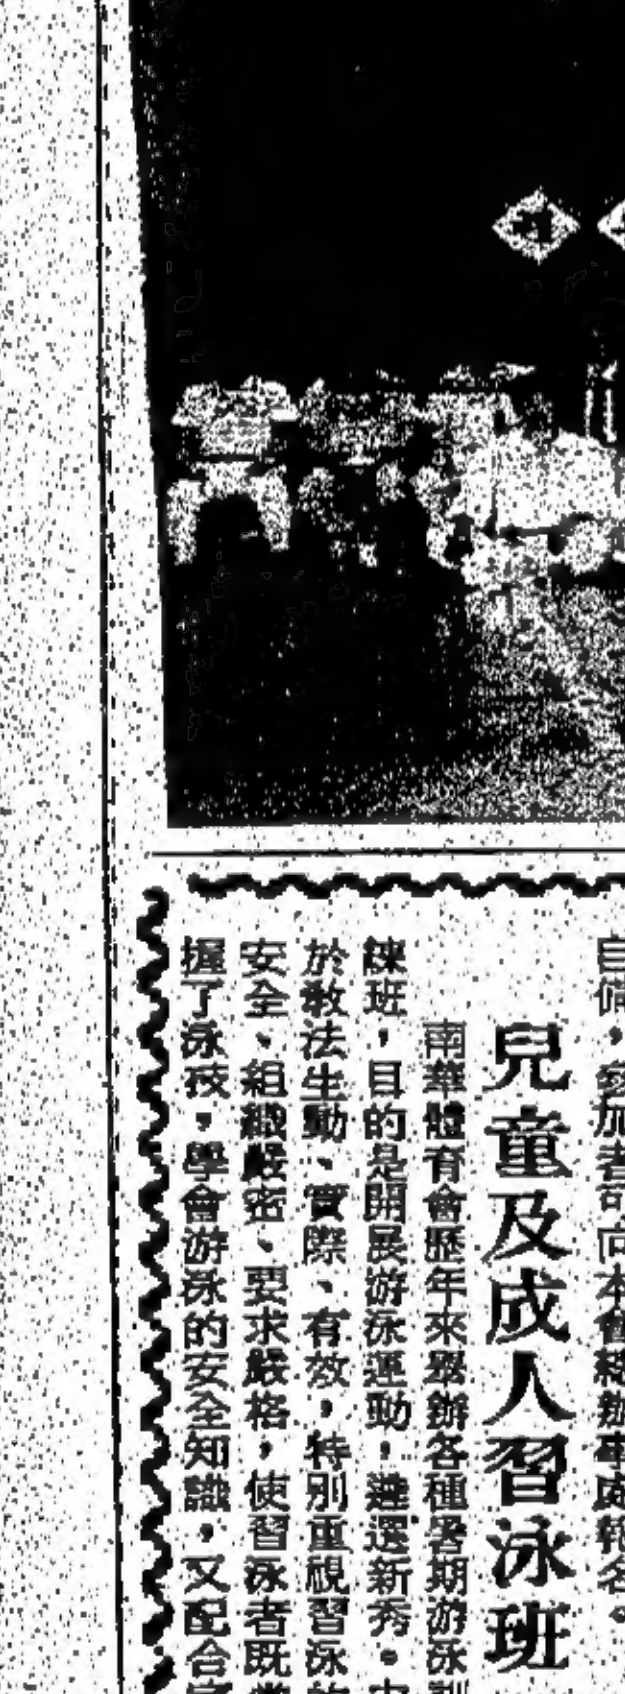 自備，參加者可向本會總辦事處報名。
兒童及成人習泳班
南華體育會歷年來舉辦各種暑期游泳訓
練班，目的是開展游泳運動，選新秀。由
於教法生動、實際、有效，特別重視習泳的
安全、組織嚴密、要求嚴格，使習泳者既掌
握了泳技，學會游泳的安全知識，又配合